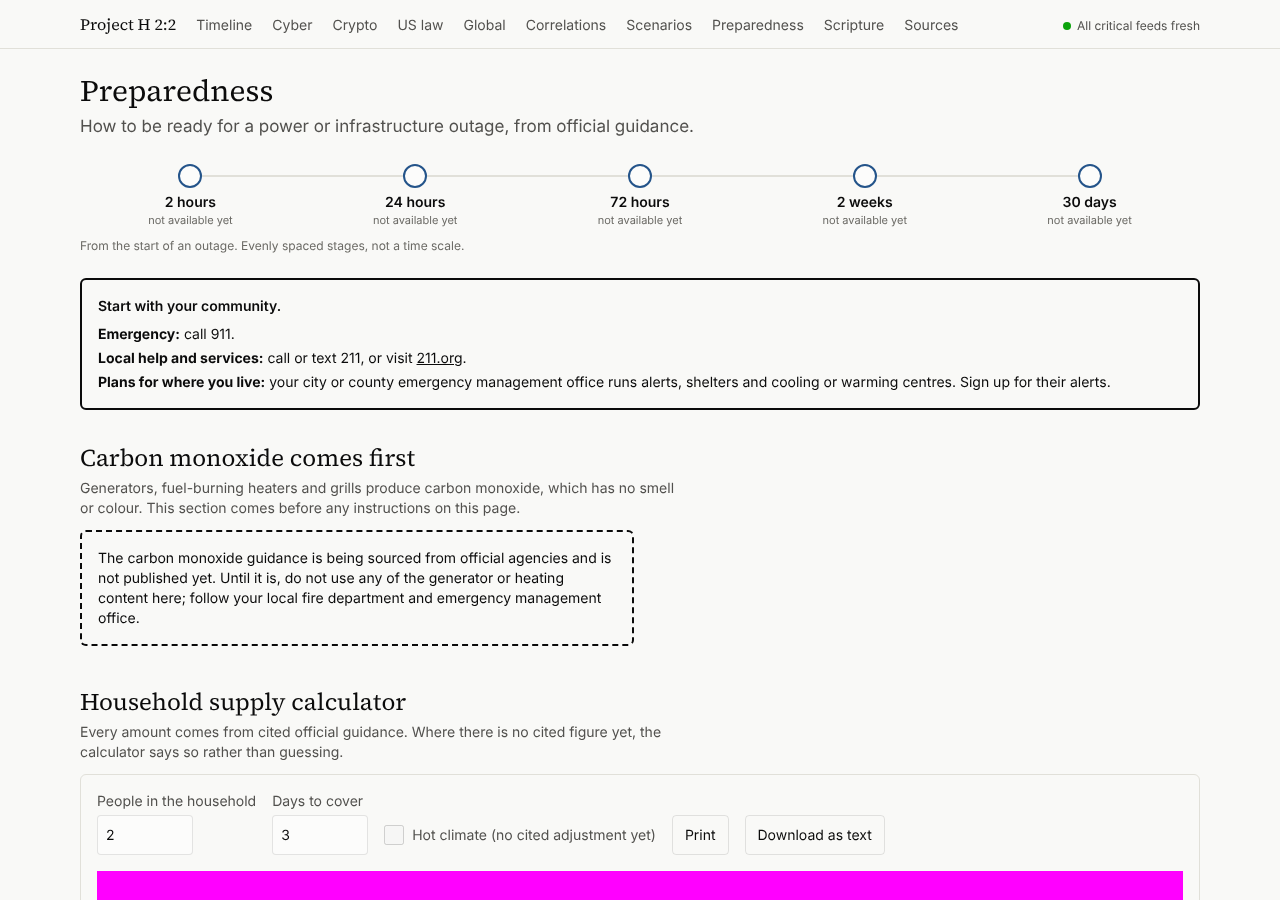 Project H 2:2 Timeline Cyber Crypto US law Global Correlations Scenarios Preparedness Scripture Sources All critical feeds fresh
Preparedness
How to be ready for a power or infrastructure outage, from official guidance.
2 hours 24 hours 72 hours 2 weeks 30 days
not available yet not available yet not available yet not available yet not available yet
From the start of an outage. Evenly spaced stages, not a time scale.
Start with your community.
Emergency: call 911.
Local help and services: call or text 211, or visit 211.org.
Plans for where you live: your city or county emergency management office runs alerts, shelters and cooling or warming centres. Sign up for their alerts.
Carbon monoxide comes first
Generators, fuel-burning heaters and grills produce carbon monoxide, which has no smell
or colour. This section comes before any instructions on this page.
The carbon monoxide guidance is being sourced from official agencies and is
not published yet. Until it is, do not use any of the generator or heating
content here; follow your local fire department and emergency management
office.
Household supply calculator
Every amount comes from cited official guidance. Where there is no cited figure yet, the
calculator says so rather than guessing.
People in the household Days to cover
2 3 Hot climate (no cited adjustment yet) Print Download as text